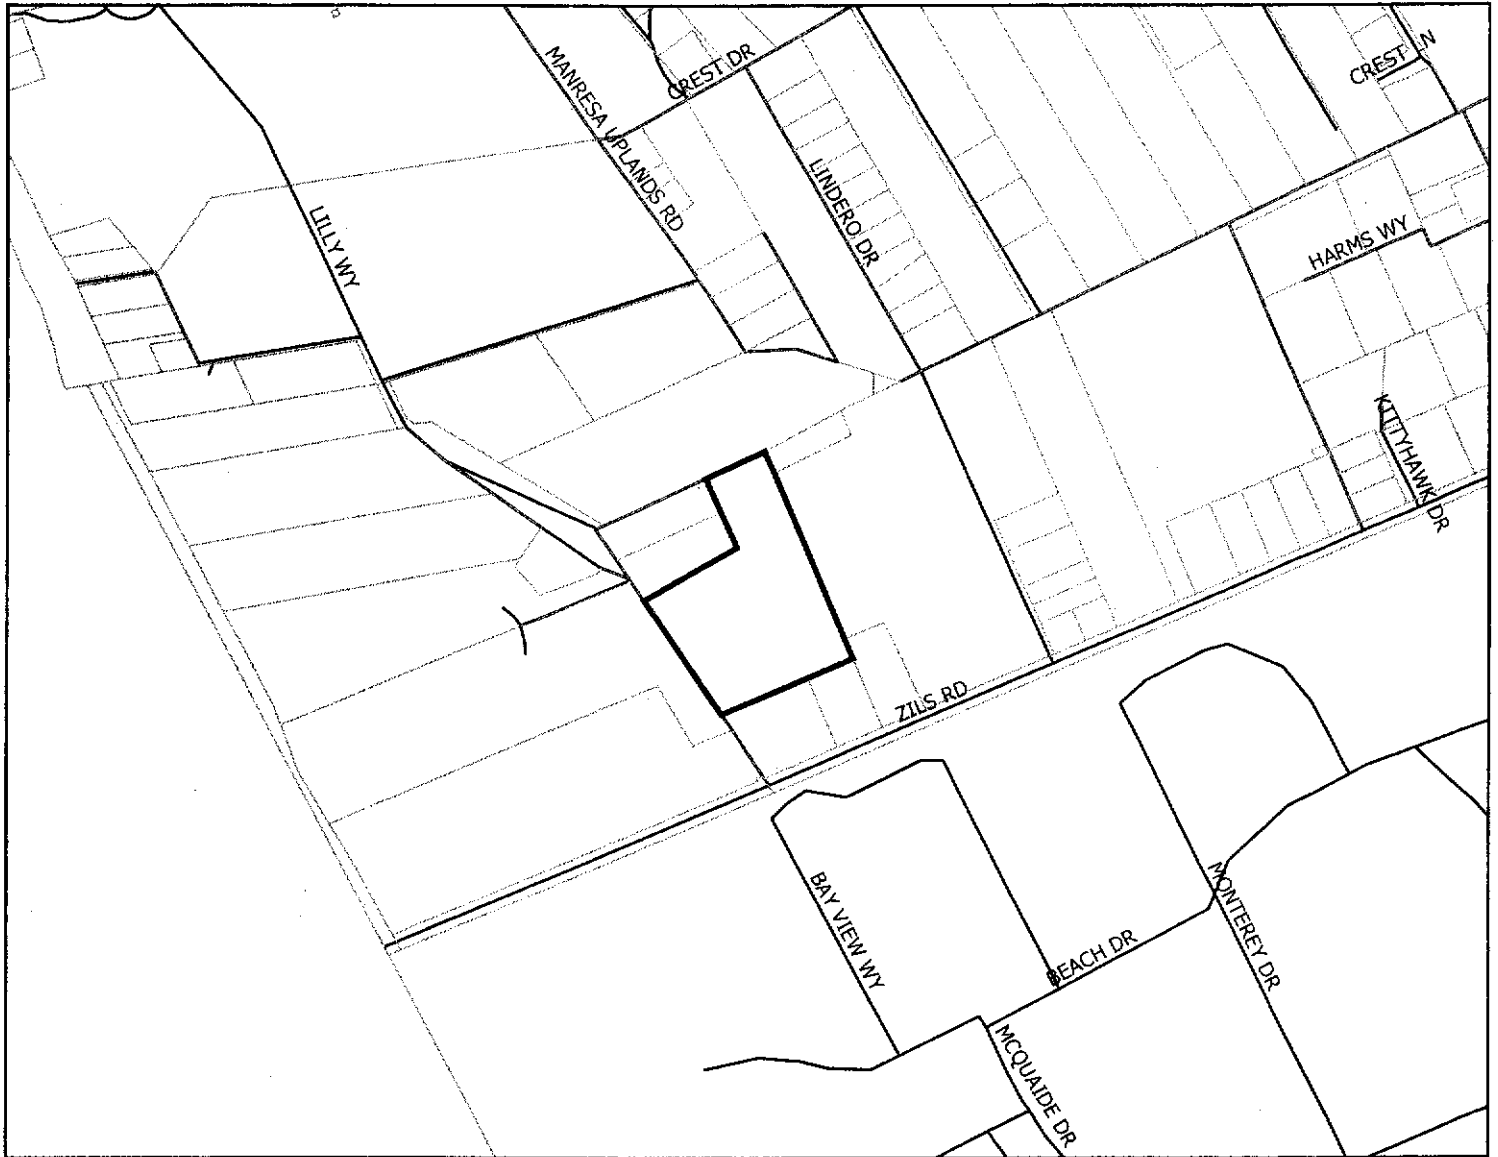 MANRESA UPLANDS RD
CREST DR
CREST LN
LINDERO DR
LILLY WY
HARMS WY
KITTYHAWK DR
ZILS RD
BAY VIEW WY
BEACH DR
MONTEREY DR
MCQUAIDE DR